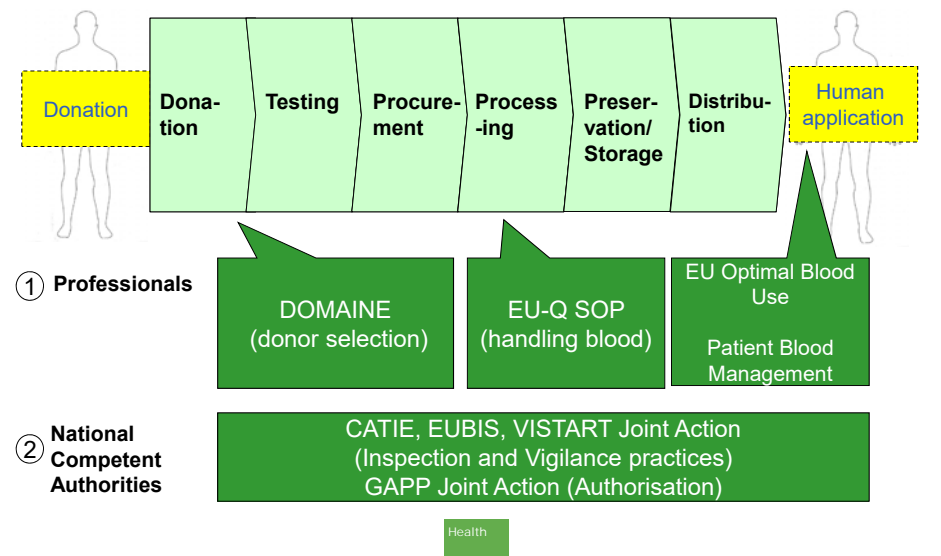 Donation
Dona-
tion
Testing
Procure-
ment
Process
-ing
Preser-
vation/
Storage
Distribu-
tion
Human
application
1
Professionals
DOMAINE
(donor selection)
EU-Q SOP
(handling blood)
EU Optimal Blood
Use
Patient Blood
Management
2
National
Competent
Authorities
CATIE, EUBIS, VISTART Joint Action
(Inspection and Vigilance practices)
GAPP Joint Action (Authorisation)
Health